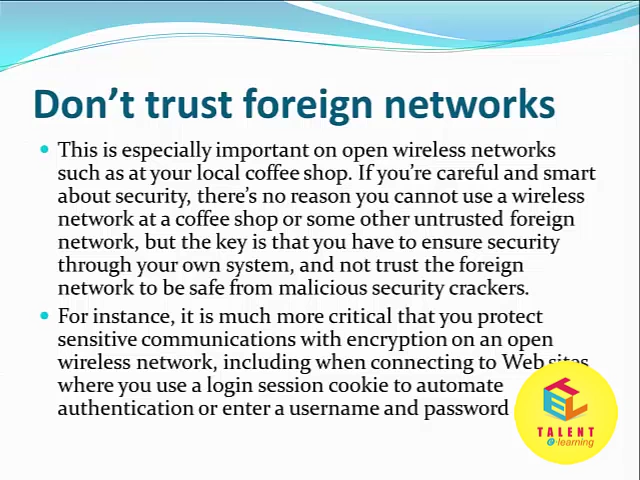 Don't trust foreign networks
• This is especially important on open wireless networks
such as at your local coffee shop. If you're careful and smart
about security, there's no reason you cannot use a wireless
network at a coffee shop or some other untrusted foreign
network, but the key is that you have to ensure security
through your own system, and not trust the foreign
network to be safe from malicious security crackers.
• For instance, it is much more critical that you protect
sensitive communications with encryption on an open
wireless network, including when connecting to Web sites
where you use a login session cookie to automate
authentication or enter a username and password
TEL
TALENT
e-learning